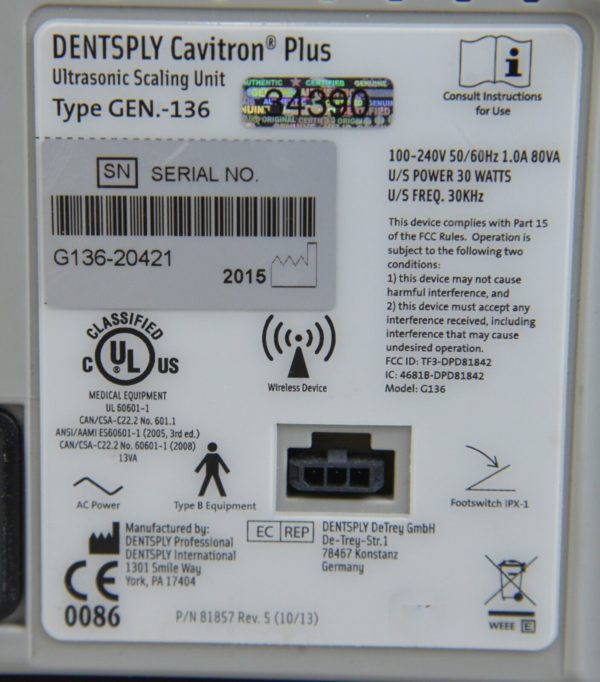 DENTSPLY Cavitron® Plus
Ultrasonic Scaling Unit
Type GEN.-136
34390
Consult Instructions
for Use
SN SERIAL NO.
G136-20421
2015
100-240V 50/60Hz 1.0A 80VA
U/S POWER 30 WATTS
U/S FREQ. 30KHz
This device complies with Part 15
of the FCC Rules. Operation is
subject to the following two
conditions:
1) this device may not cause
harmful interference, and
2) this device must accept any
interference received, including
interference that may cause
undesired operation.
FCC ID: TF3-DPD81842
IC: 4681B-DPD81842
Model: G136
CLASSIFIED
C UL® US
MEDICAL EQUIPMENT
UL 60601-1
CAN/CSA-C22.2 No. 601.1
ANSI/AAMI ES60601-1 (2005, 3rd ed.)
CAN/CSA-C22.2 No. 60601-1 (2008)
13VA
Wireless Device
AC Power
Type B Equipment
Footswitch IPX-1
Manufactured by:
DENTSPLY Professional
DENTSPLY International
1301 Smile Way
York, PA 17404
EC REP
DENTSPLY DeTrey GmbH
De-Trey-Str.1
78467 Konstanz
Germany
CE
0086
P/N 81857 Rev. 5 (10/13)
WEEE E